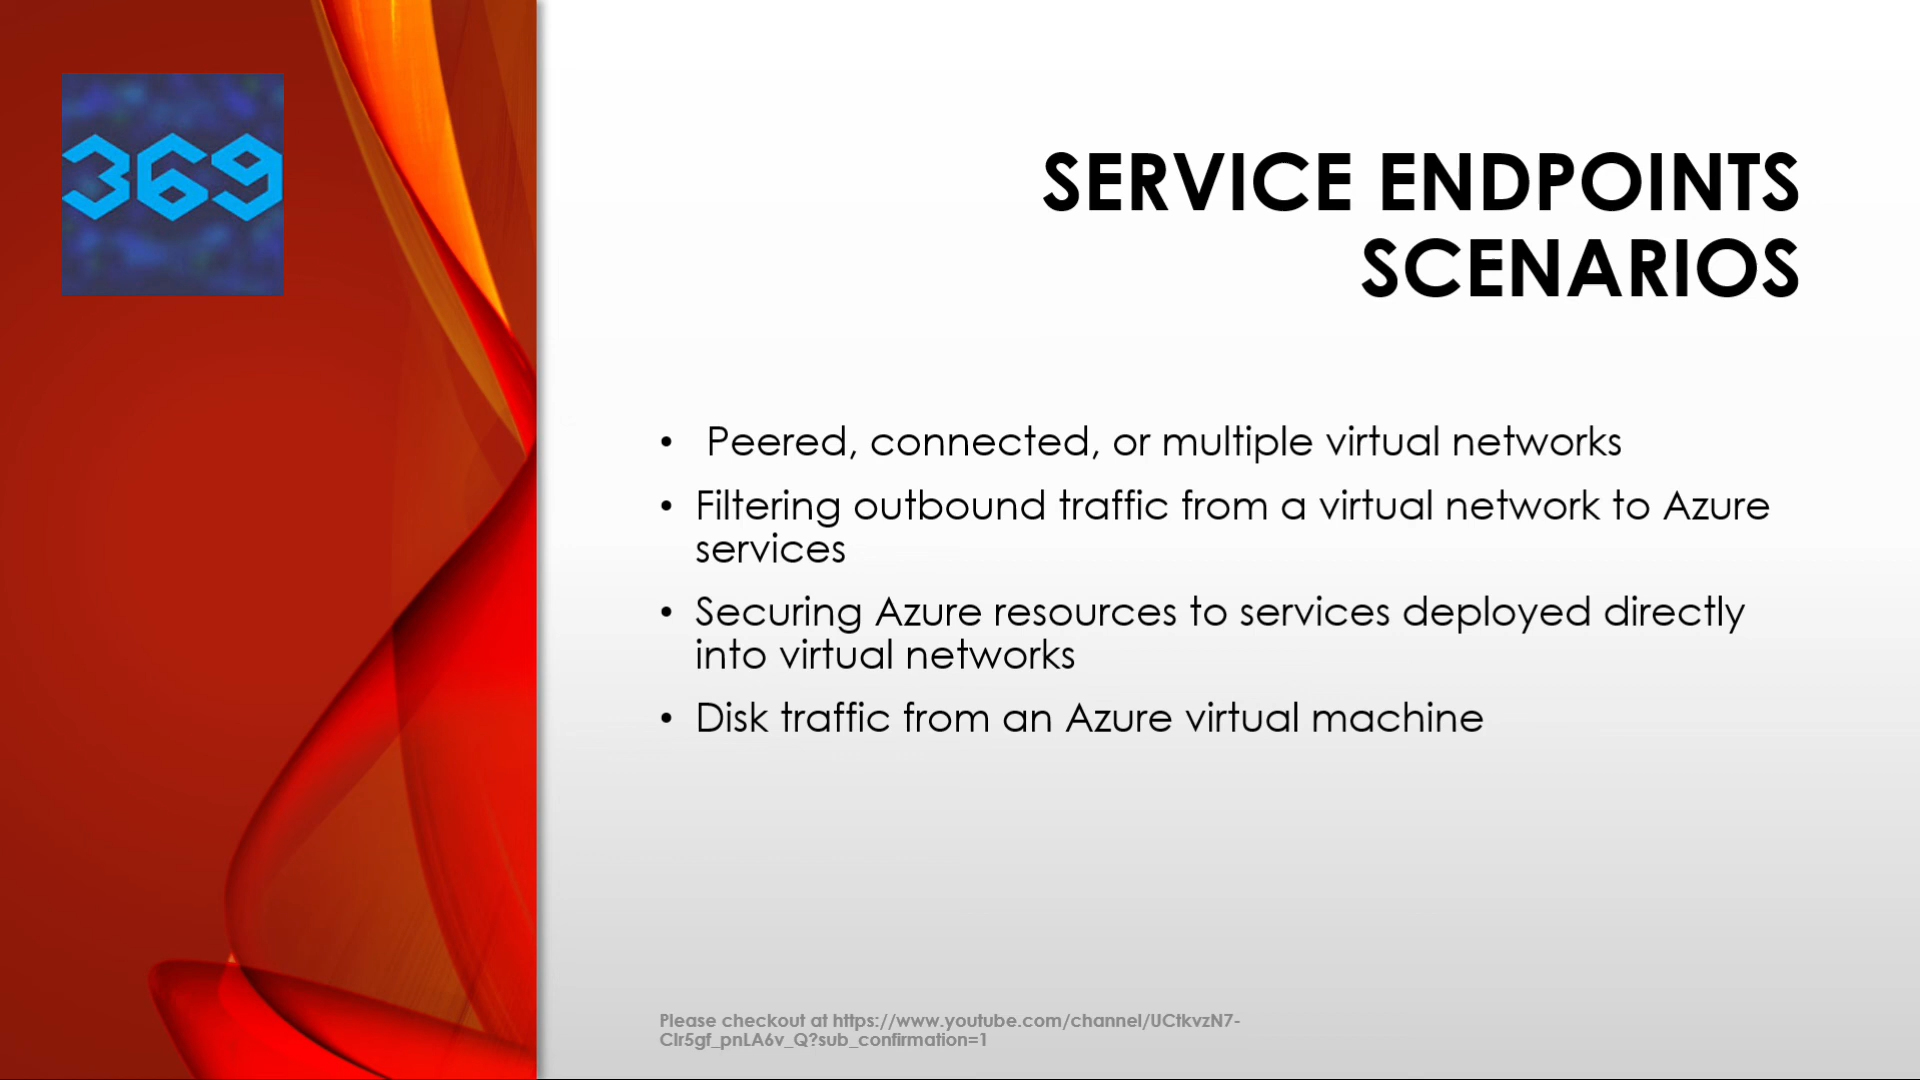 369
SERVICE ENDPOINTS
SCENARIOS
• Peered, connected, or multiple virtual networks
• Filtering outbound traffic from a virtual network to Azure
services
• Securing Azure resources to services deployed directly
into virtual networks
• Disk traffic from an Azure virtual machine
Please checkout at https://www.youtube.com/channel/UCtkvzN7-
CIr5gf_pnLA6v_Q?sub_confirmation=1